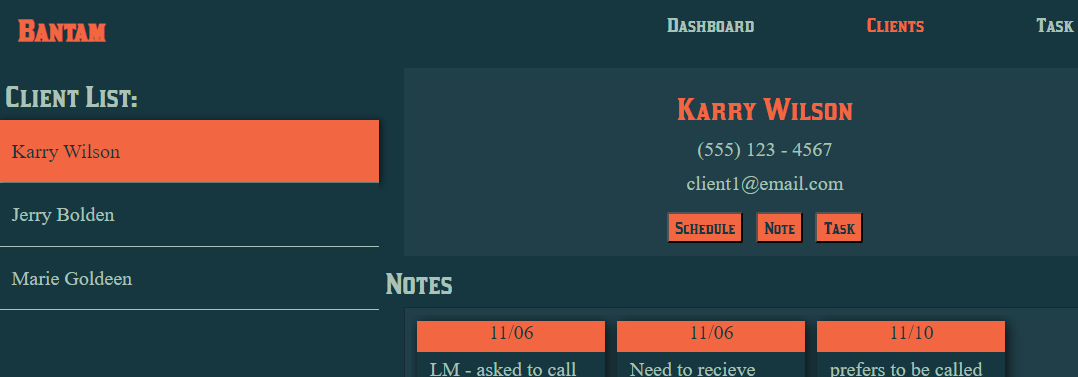 Bantam
Dashboard
Clients
Task
Client List:
Karry Wilson
Jerry Bolden
Marie Goldeen
Karry Wilson
(555) 123 - 4567
client1@email.com
Schedule
Note
Task
Notes
11/06
LM - asked to call
11/06
Need to recieve
11/10
prefers to be called